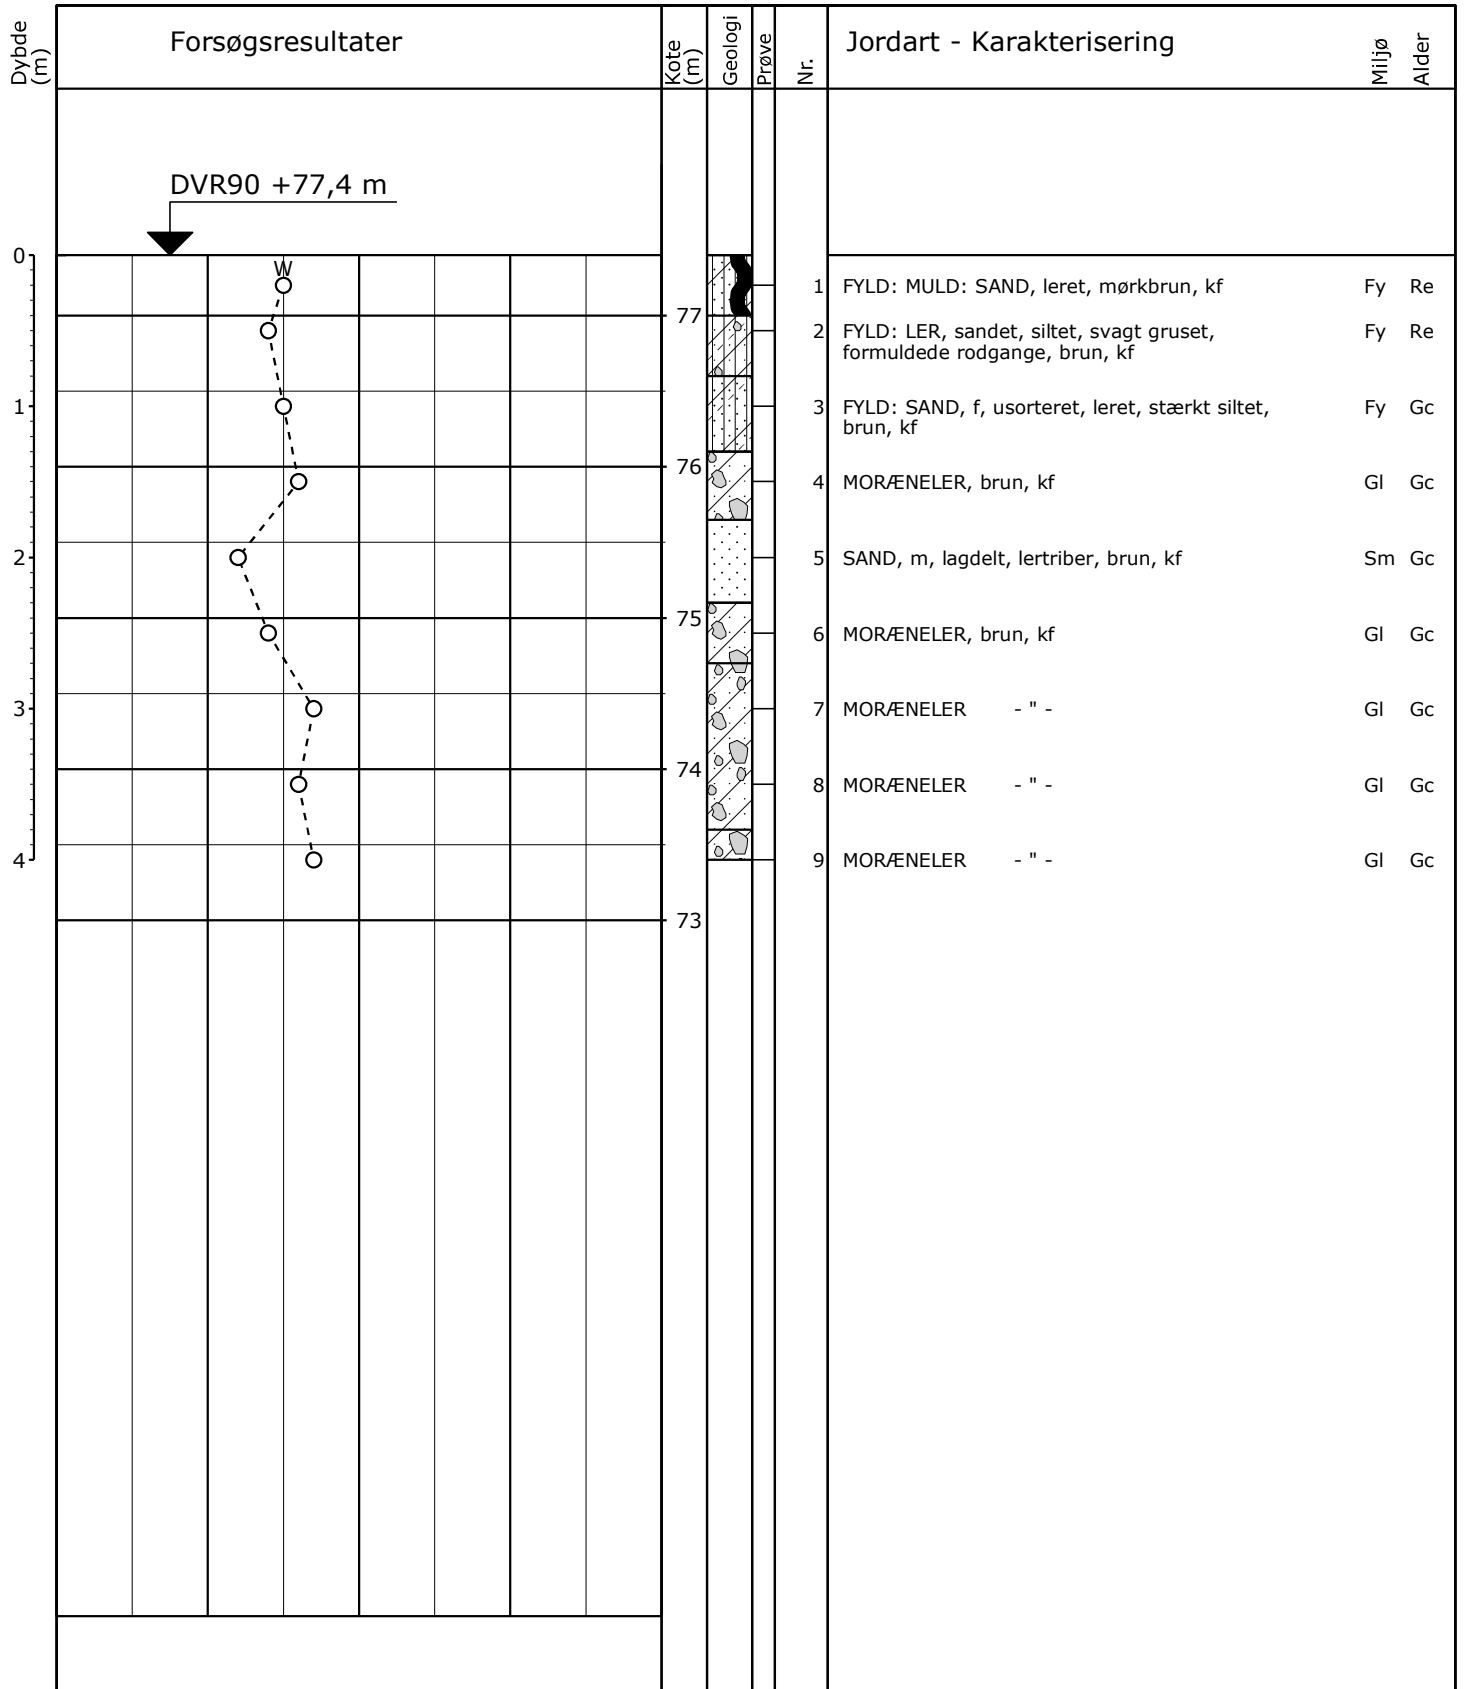 Dybde
(m)
Forsøgsresultater
Kote
(m)
Geologi
Prøve
Nr.
Jordart - Karakterisering
Miljø
Alder
DVR90 +77,4 m
0
W
1 FYLD: MULD: SAND, leret, mørkbrun, kf Fy Re
77
2 FYLD: LER, sandet, siltet, svagt gruset, Fy Re
formuldede rodgange, brun, kf
1
3 FYLD: SAND, f, usorteret, leret, stærkt siltet, Fy Gc
brun, kf
76
4 MORÆNELER, brun, kf Gl Gc
2
5 SAND, m, lagdelt, lertriber, brun, kf Sm Gc
75
6 MORÆNELER, brun, kf Gl Gc
3
7 MORÆNELER - " - Gl Gc
74
8 MORÆNELER - " - Gl Gc
4
9 MORÆNELER - " - Gl Gc
73